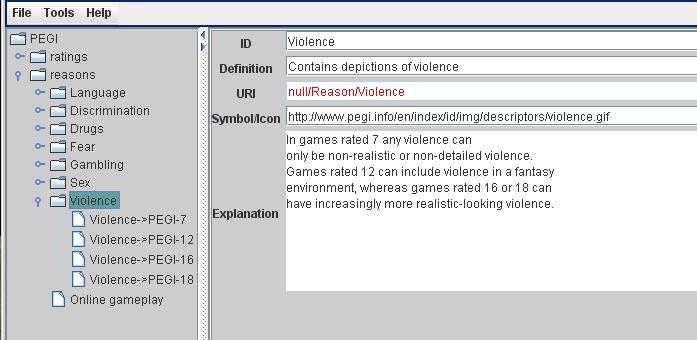 File Tools Help
PEGI
ratings
reasons
Language
Discrimination
Drugs
Fear
Gambling
Sex
Violence
Violence->PEGI-7
Violence->PEGI-12
Violence->PEGI-16
Violence->PEGI-18
Online gameplay
ID Violence
Definition Contains depictions of violence
URI null/Reason/Violence
Symbol/Icon http://www.pegi.info/en/index/id/img/descriptors/violence.gif
Explanation
In games rated 7 any violence can
only be non-realistic or non-detailed violence.
Games rated 12 can include violence in a fantasy
environment, whereas games rated 16 or 18 can
have increasingly more realistic-looking violence.